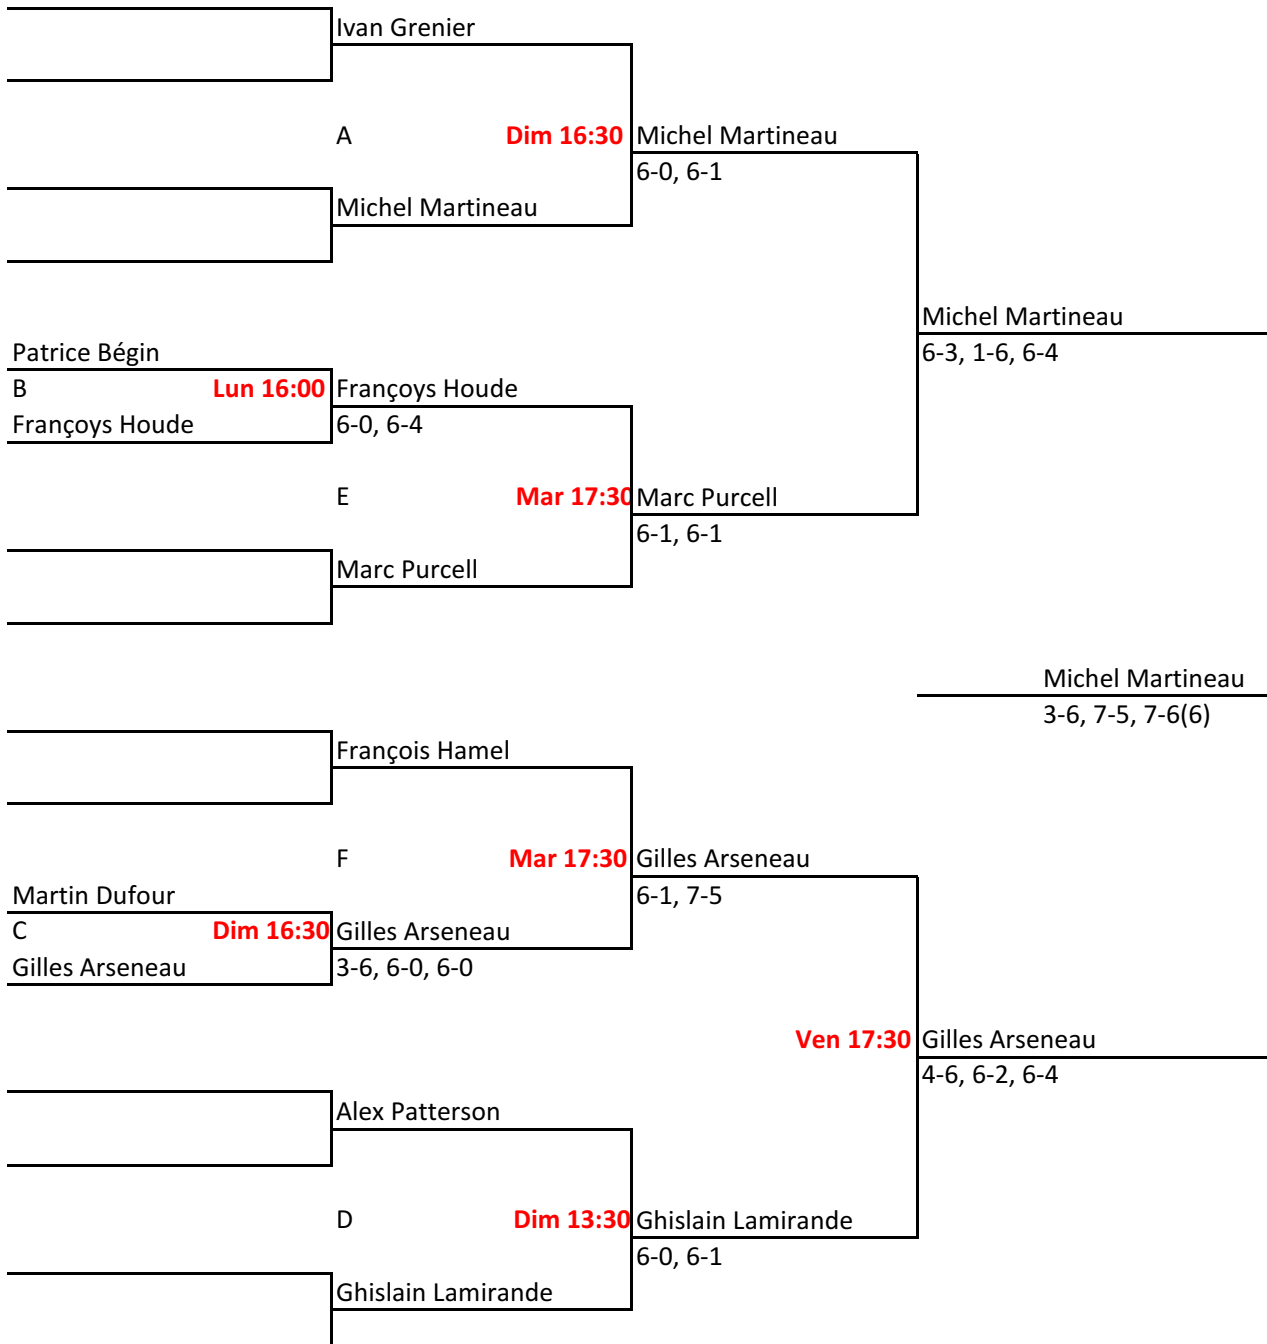 Ivan Grenier
A Dim 16:30 Michel Martineau
6-0, 6-1
Michel Martineau
Michel Martineau
Patrice Bégin 6-3, 1-6, 6-4
B Lun 16:00 Françoys Houde
Françoys Houde 6-0, 6-4
E Mar 17:30 Marc Purcell
6-1, 6-1
Marc Purcell
Michel Martineau
3-6, 7-5, 7-6(6)
François Hamel
F Mar 17:30 Gilles Arseneau
Martin Dufour 6-1, 7-5
C Dim 16:30 Gilles Arseneau
Gilles Arseneau 3-6, 6-0, 6-0
Ven 17:30 Gilles Arseneau
4-6, 6-2, 6-4
Alex Patterson
D Dim 13:30 Ghislain Lamirande
6-0, 6-1
Ghislain Lamirande